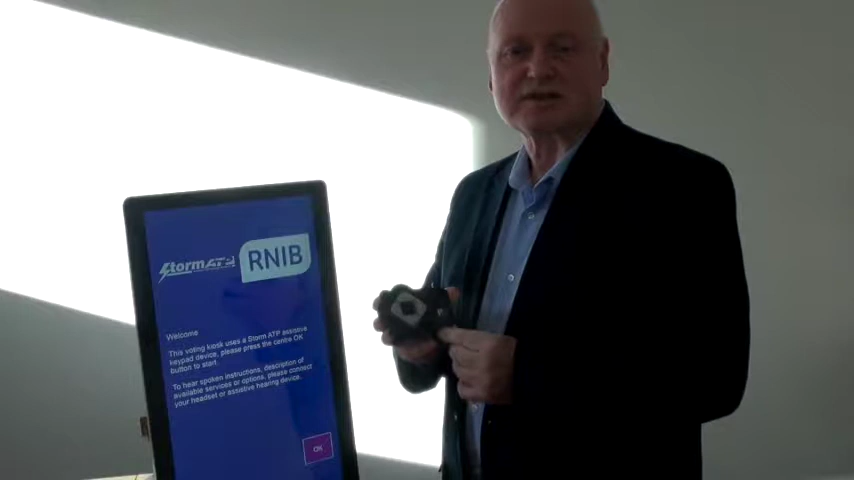 StormATP
RNIB
Welcome
This voting kiosk uses a Storm ATP assistive
keypad device, please press the centre OK
button to start.
To hear spoken instructions, description of
available services or options, please connect
your headset or assistive hearing device.
OK